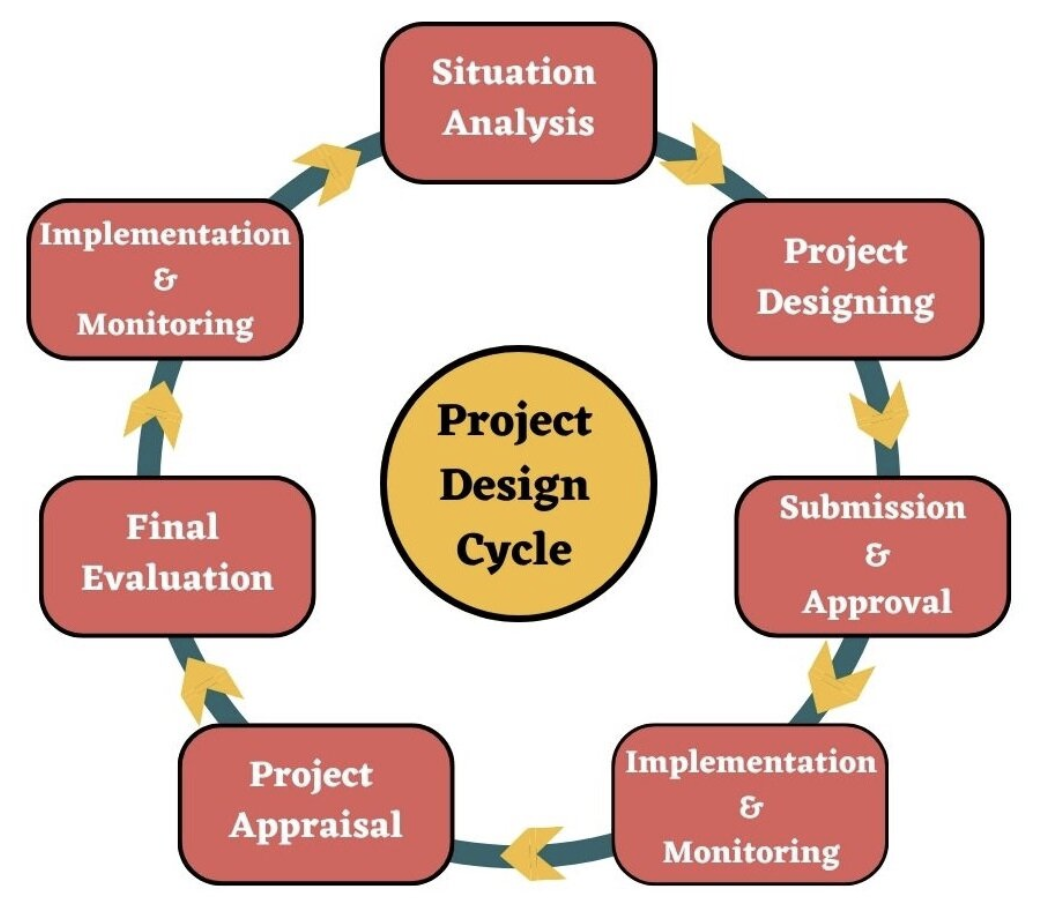 Situation
Analysis
Project
Designing
Submission
&
Approval
Implementation
&
Monitoring
Project
Appraisal
Final
Evaluation
Implementation
&
Monitoring
Project
Design
Cycle